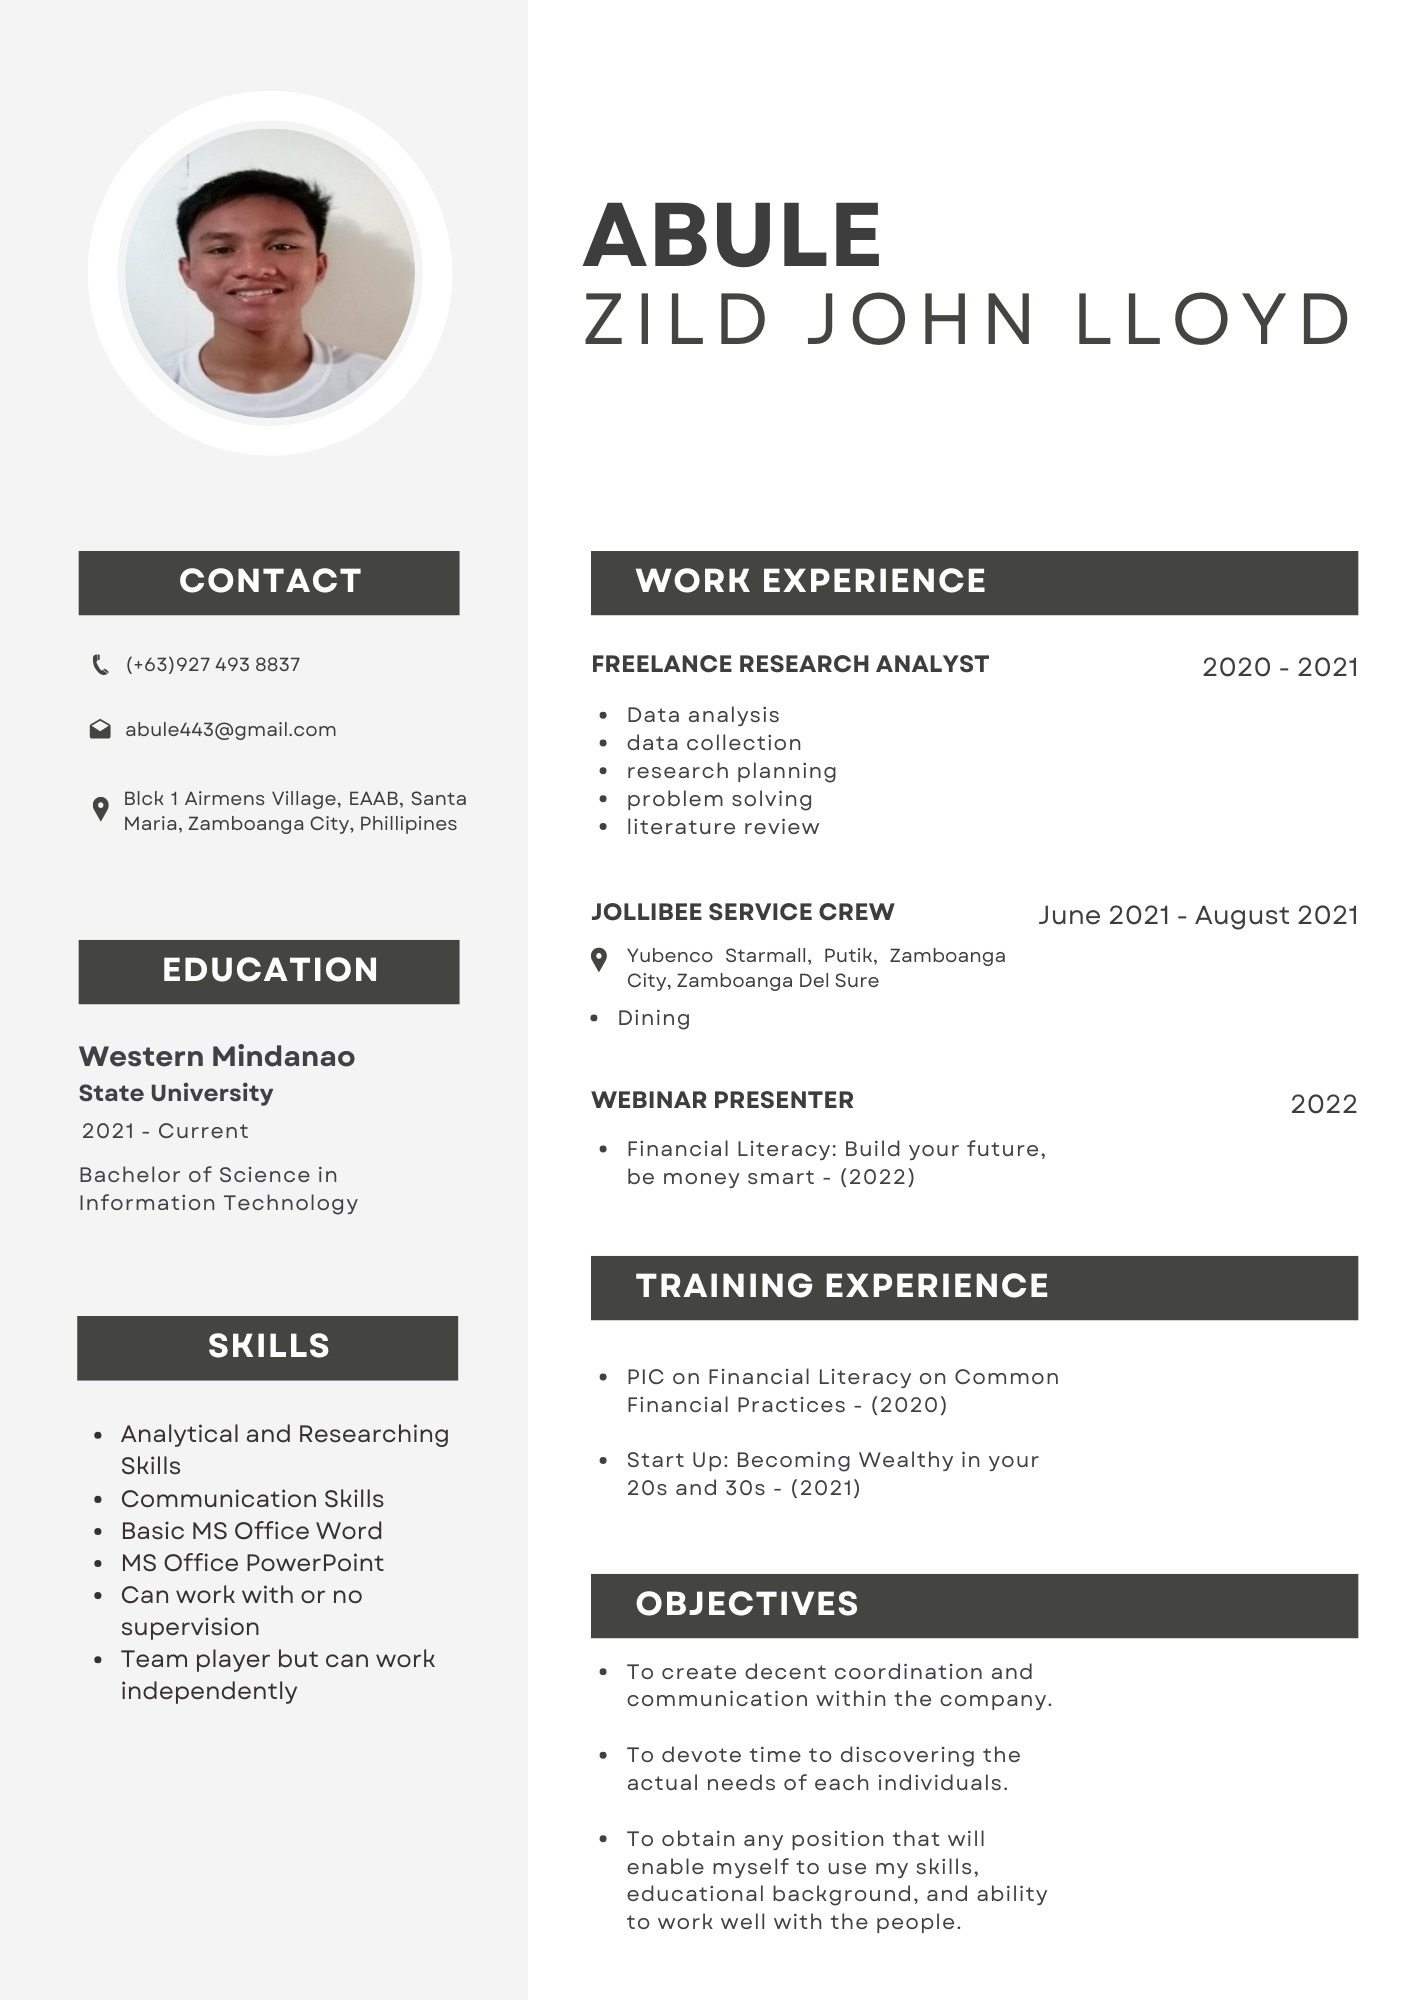 ABULE
ZILD JOHN LLOYD
CONTACT
(+63)927 493 8837
abule443@gmail.com
Blck 1 Airmens Village, EAAB, Santa
Maria, Zamboanga City, Phillipines
EDUCATION
Western Mindanao
State University
2021 - Current
Bachelor of Science in
Information Technology
SKILLS
• Analytical and Researching
Skills
• Communication Skills
• Basic MS Office Word
• MS Office PowerPoint
• Can work with or no
supervision
• Team player but can work
independently
WORK EXPERIENCE
FREELANCE RESEARCH ANALYST 2020 - 2021
• Data analysis
• data collection
• research planning
• problem solving
• literature review
JOLLIBEE SERVICE CREW June 2021 - August 2021
Yubenco Starmall, Putik, Zamboanga
City, Zamboanga Del Sure
• Dining
WEBINAR PRESENTER 2022
• Financial Literacy: Build your future,
be money smart - (2022)
TRAINING EXPERIENCE
• PIC on Financial Literacy on Common
Financial Practices - (2020)
• Start Up: Becoming Wealthy in your
20s and 30s - (2021)
OBJECTIVES
• To create decent coordination and
communication within the company.
• To devote time to discovering the
actual needs of each individuals.
• To obtain any position that will
enable myself to use my skills,
educational background, and ability
to work well with the people.